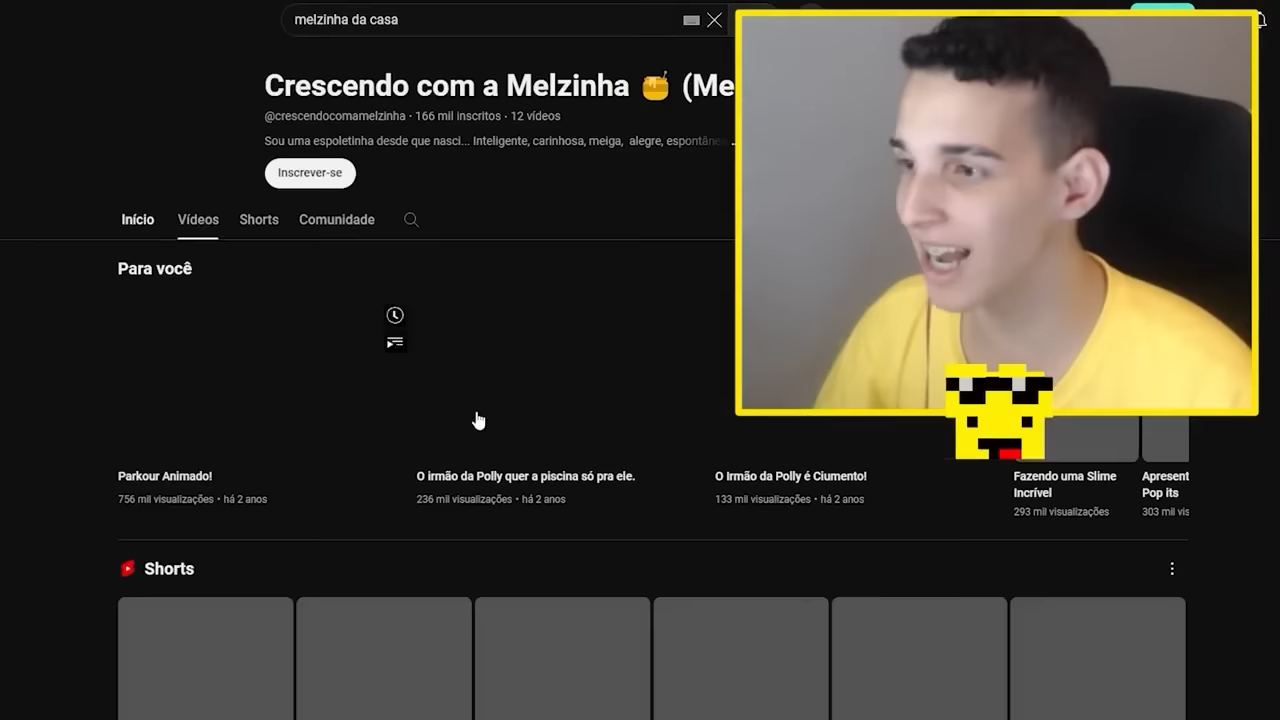 melzinha da casa
Crescendo com a Melzinha 🍯 (Me
@crescendocomamelzinha · 166 mil inscritos · 12 vídeos
Sou uma espoletinha desde que nasci... Inteligente, carinhosa, meiga, alegre, espontâne ...
Inscrever-se
Início Vídeos Shorts Comunidade
Para você
Parkour Animado!
756 mil visualizações • há 2 anos
O irmão da Polly quer a piscina só pra ele.
236 mil visualizações • há 2 anos
O Irmão da Polly é Ciumento!
133 mil visualizações • há 2 anos
Fazendo uma Slime
Incrível
293 mil visualizações
Apresent
Pop its
303 mil vis
Shorts